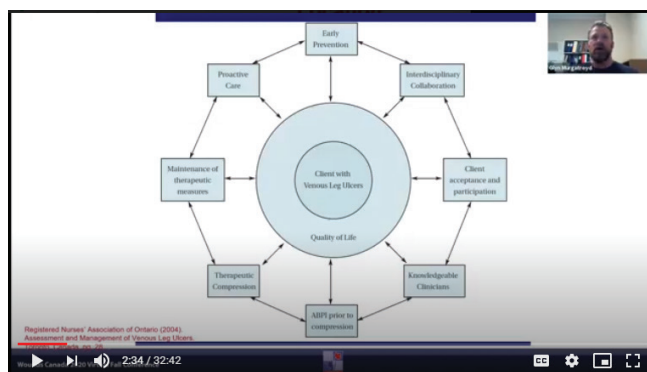 Early
Prevention
Proactive
Care
Interdisciplinary
Collaboration
Maintenance of
therapeutic
measures
Client with
Venous Leg Ulcers
Client
acceptance and
participation
Quality of Life
Therapeutic
Compression
Knowledgeable
Clinicians
ABPI prior to
compression
Registered Nurses' Association of Ontario (2004).
Assessment and Management of Venous Leg Ulcers.
2:34 / 32:42
CC